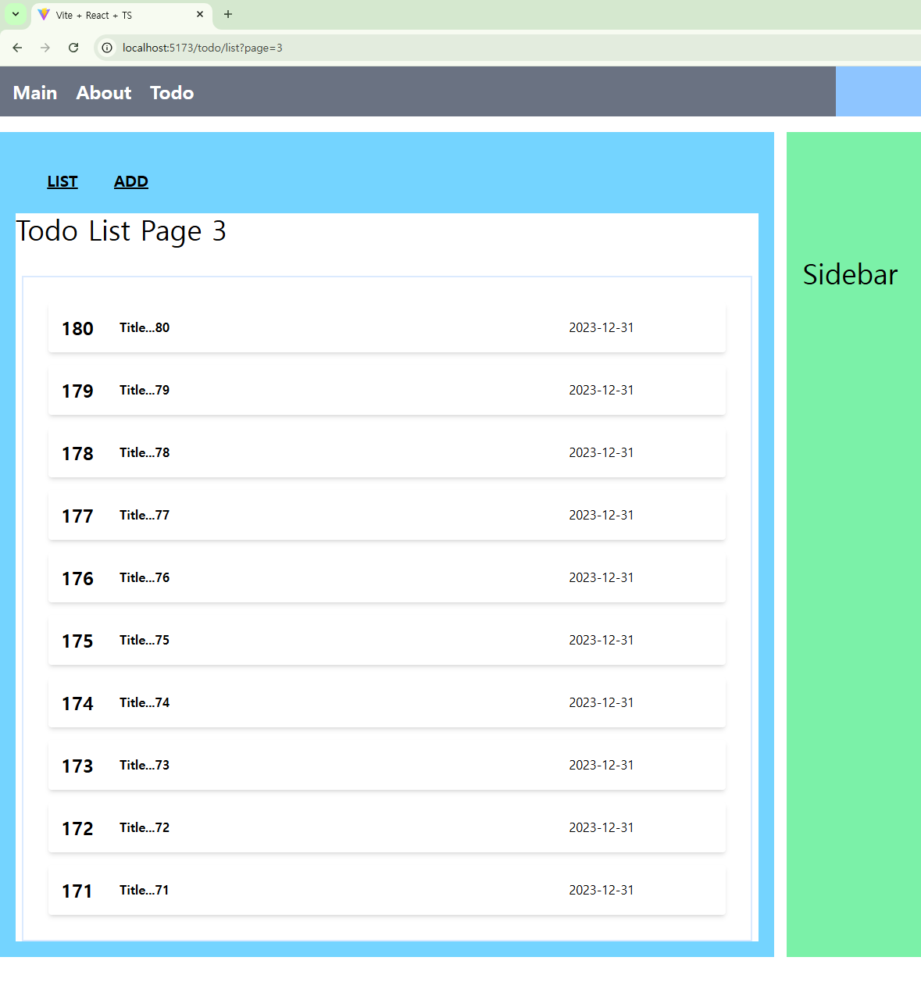 Vite + React + TS
localhost:5173/todo/list?page=3
Main About Todo
LIST ADD
Todo List Page 3
180 Title...80 2023-12-31
179 Title...79 2023-12-31
178 Title...78 2023-12-31
177 Title...77 2023-12-31
176 Title...76 2023-12-31
175 Title...75 2023-12-31
174 Title...74 2023-12-31
173 Title...73 2023-12-31
172 Title...72 2023-12-31
171 Title...71 2023-12-31
Sidebar